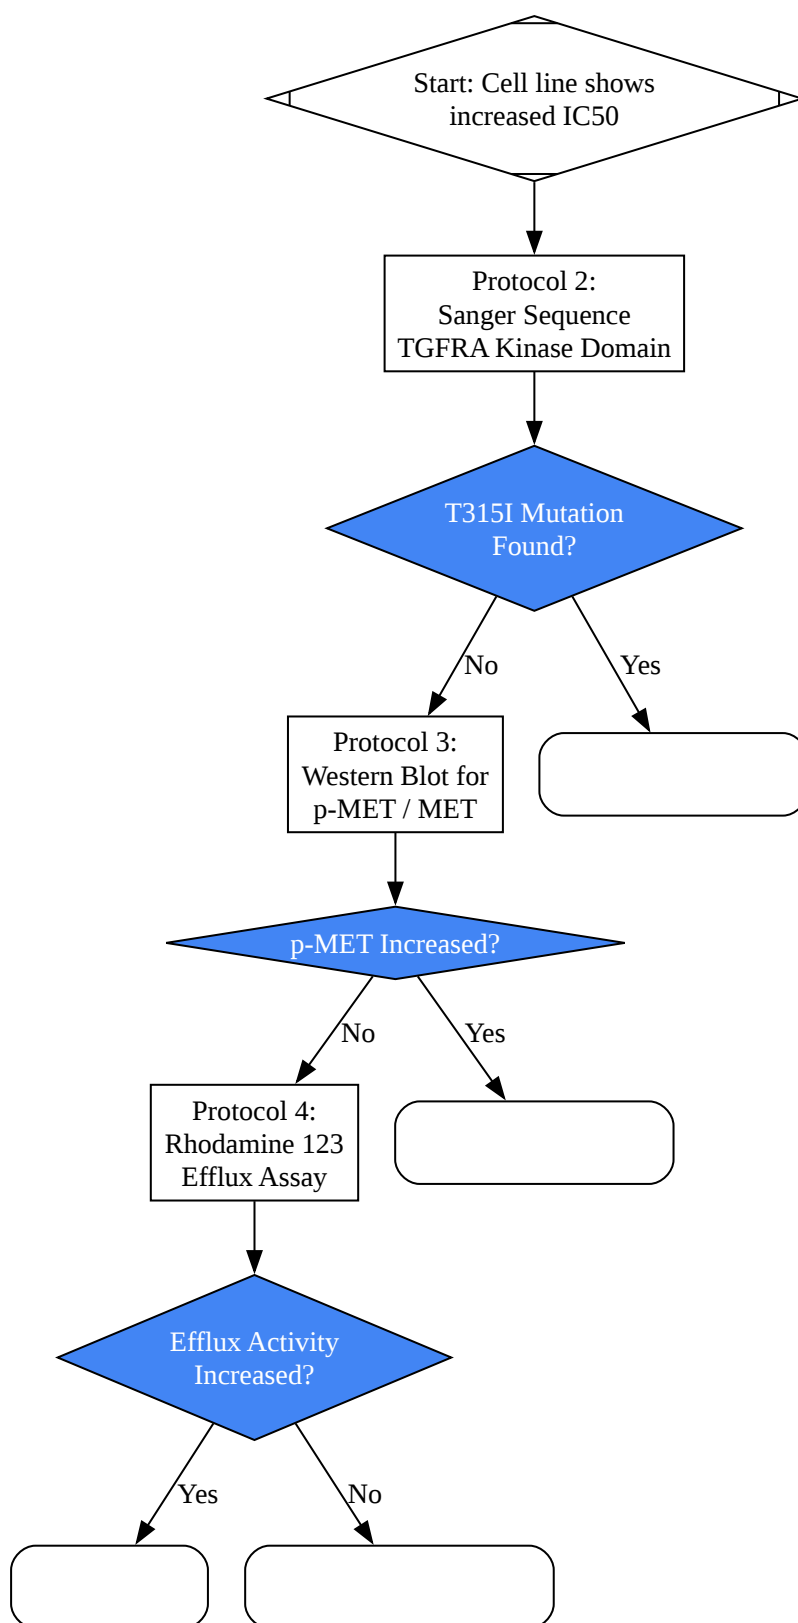 Start: Cell line shows
increased IC50
Protocol 2:
Sanger Sequence
TGFRA Kinase Domain
T315I Mutation
Found?
No
Yes
Protocol 3:
Western Blot for
p-MET / MET
p-MET Increased?
No
Yes
Protocol 4:
Rhodamine 123
Efflux Assay
Efflux Activity
Increased?
Yes
No